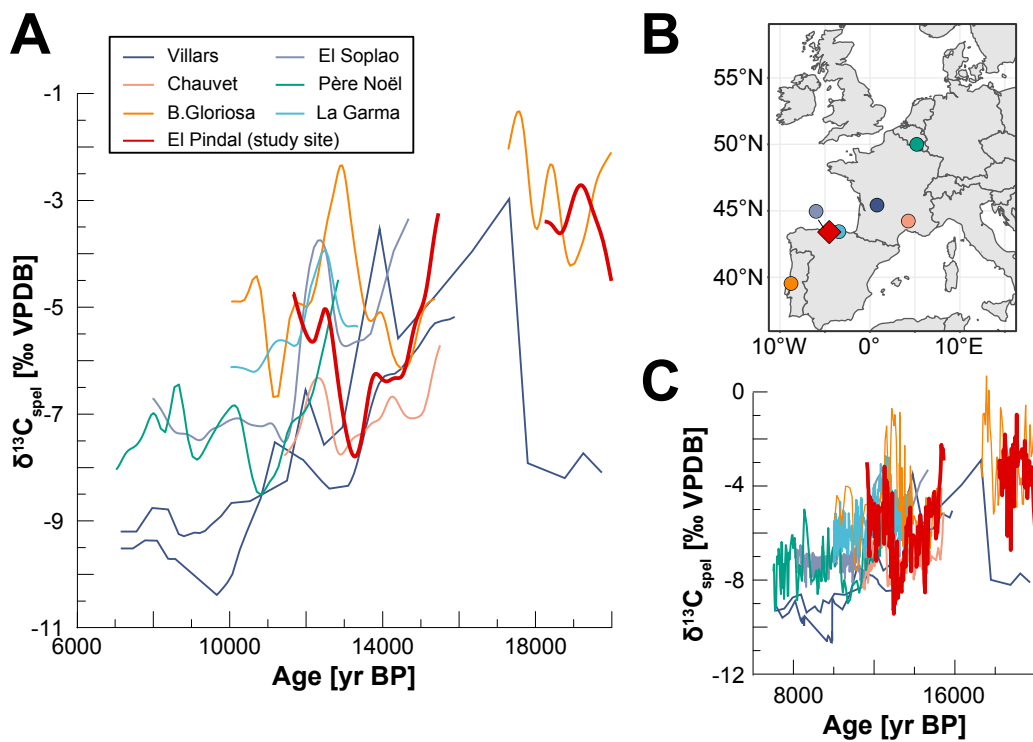 A
Villars
El Soplao
Chauvet
Père Noël
B.Gloriosa
La Garma
El Pindal (study site)
-1
-3
-5
-7
-9
-11
δ¹³Cspel [‰ VPDB]
6000
10000
14000
18000
Age [yr BP]
B
55°N
50°N
45°N
40°N
10°W
0°
10°E
C
0
-4
-8
-12
δ¹³Cspel [‰ VPDB]
8000
16000
Age [yr BP]